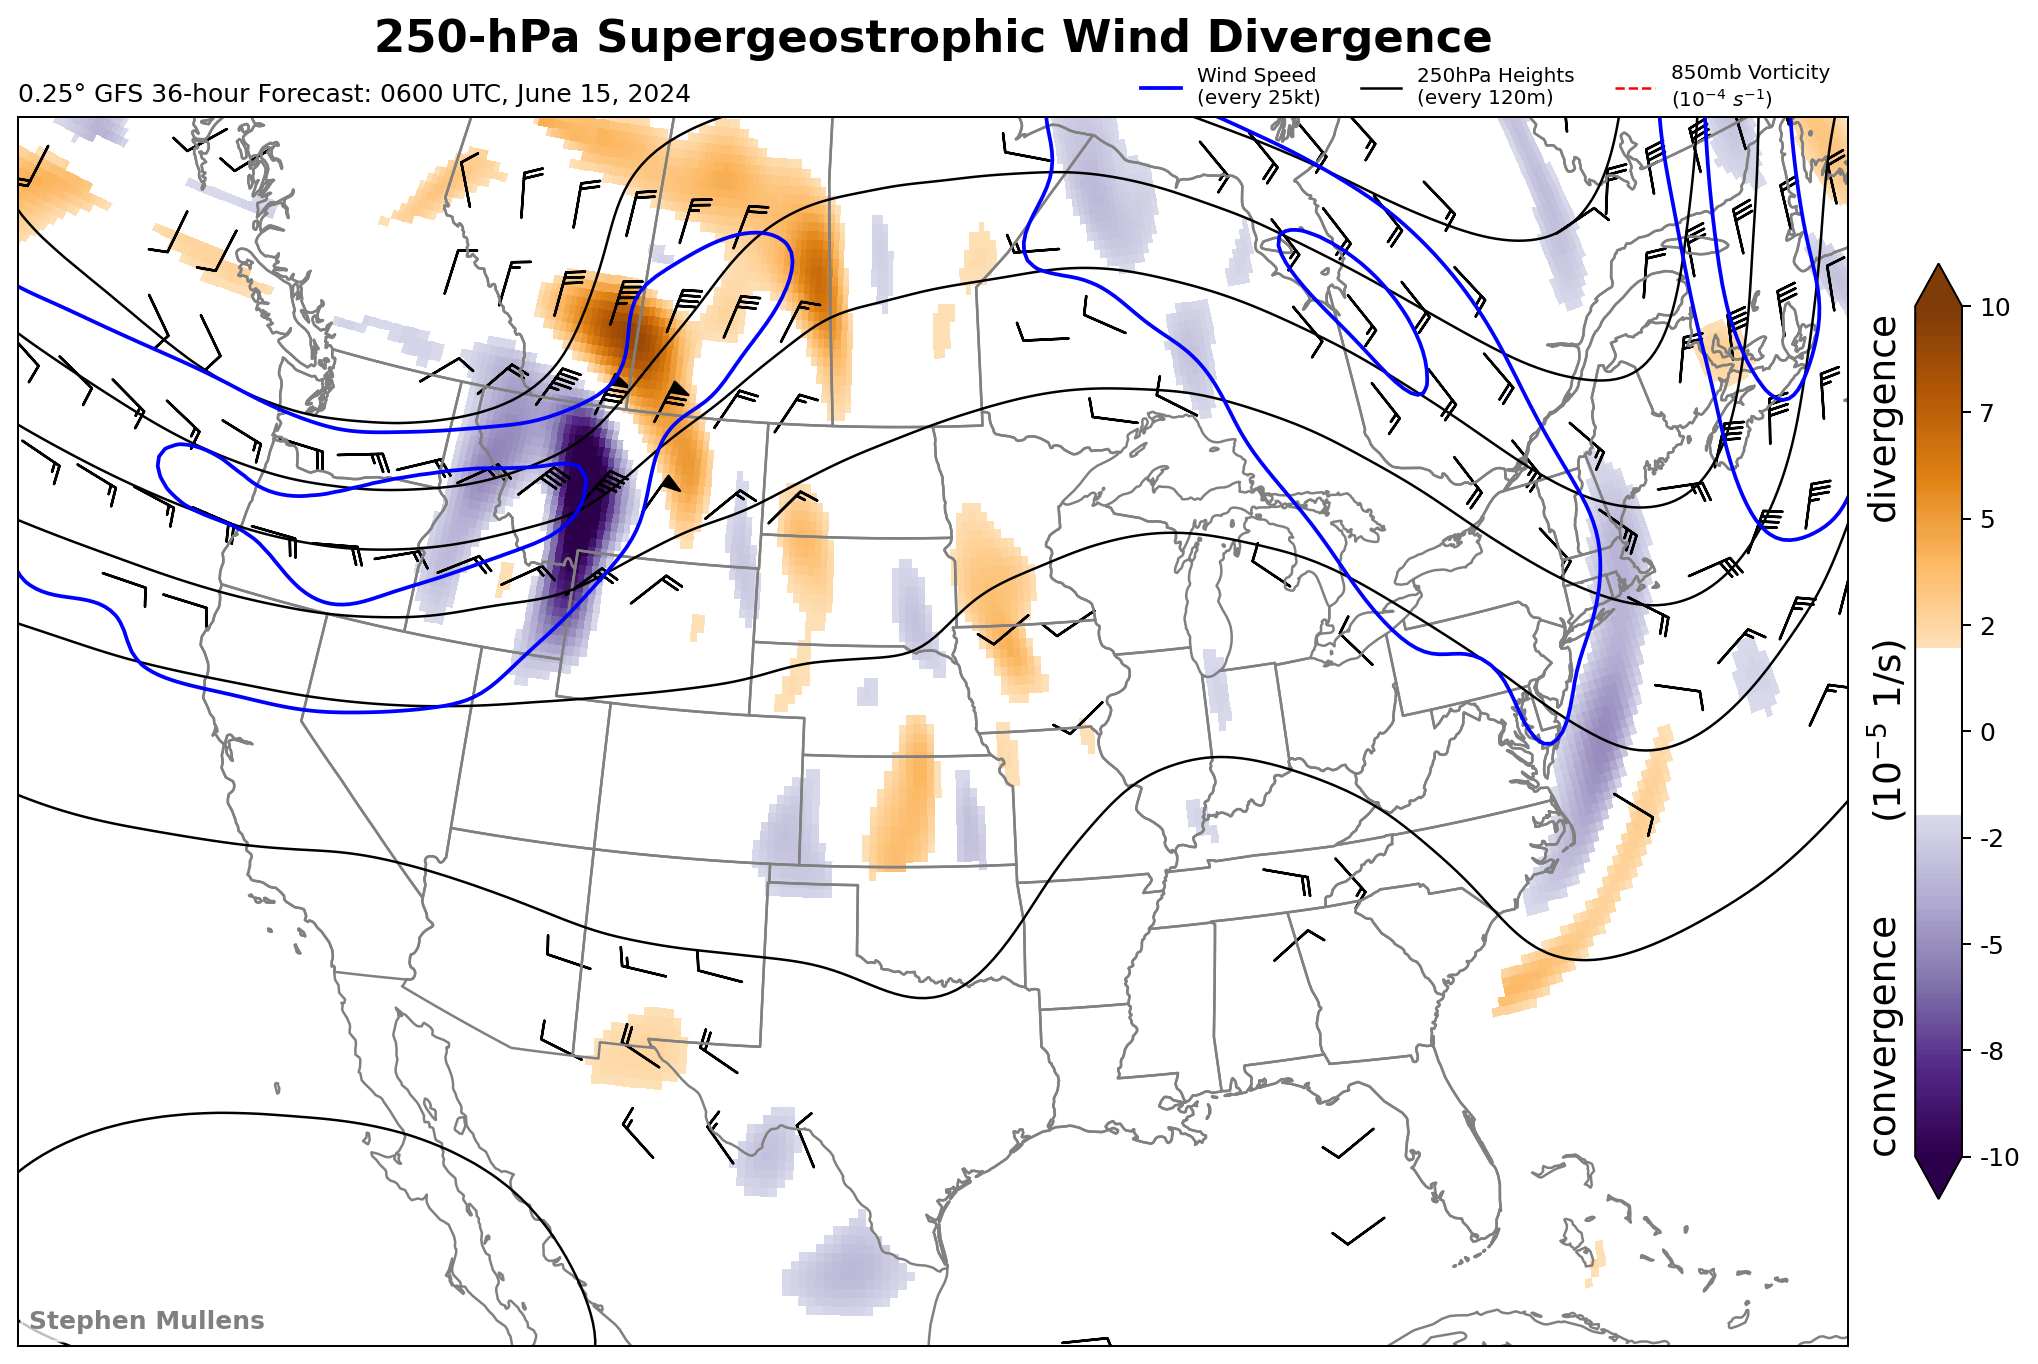 250-hPa Supergeostrophic Wind Divergence
0.25° GFS 36-hour Forecast: 0600 UTC, June 15, 2024
Wind Speed
(every 25kt)
250hPa Heights
(every 120m)
850mb Vorticity
(10⁻⁴ s⁻¹)
10
7
5
2
0
-2
-5
-8
-10
convergence (10⁻⁵ 1/s) divergence
Stephen Mullens